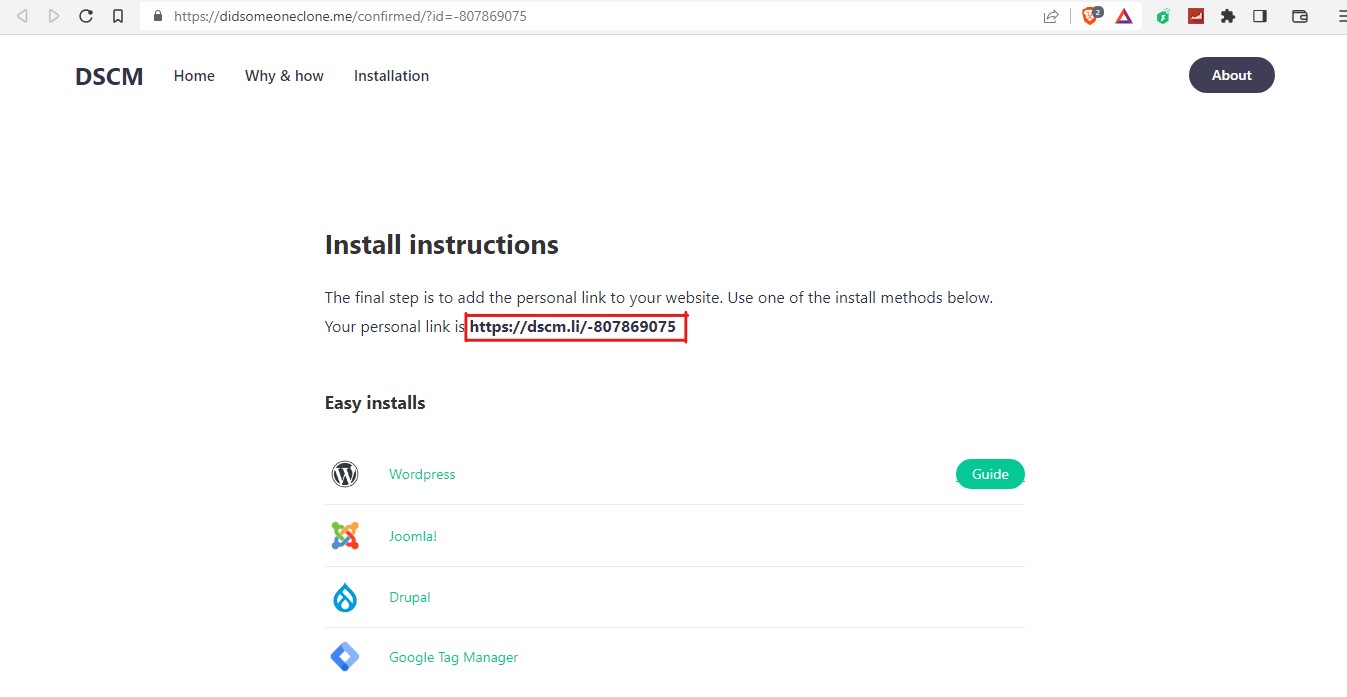 https://didsomeoneclone.me/confirmed/?id=-807869075
2
DSCM Home Why & how Installation About
Install instructions
The final step is to add the personal link to your website. Use one of the install methods below.
Your personal link is https://dscm.li/-807869075
Easy installs
Wordpress Guide
Joomla!
Drupal
Google Tag Manager